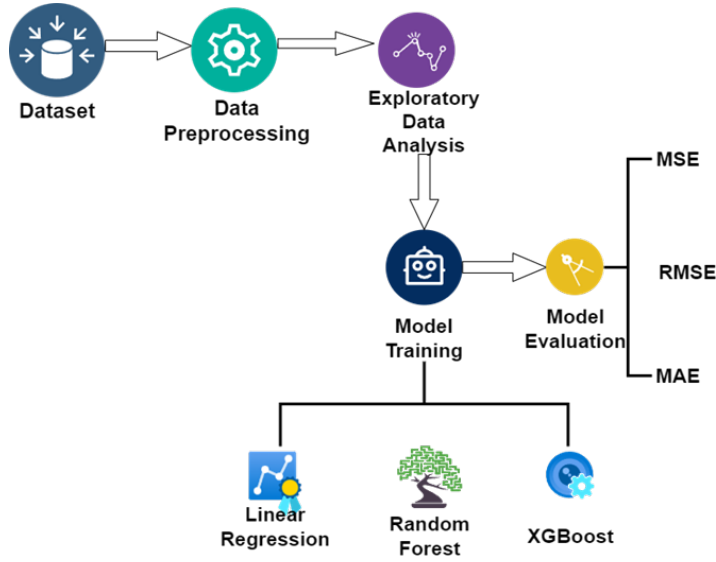 Dataset
Data
Preprocessing
Exploratory
Data
Analysis
Model
Training
Model
Evaluation
MSE
RMSE
MAE
Linear
Regression
Random
Forest
XGBoost